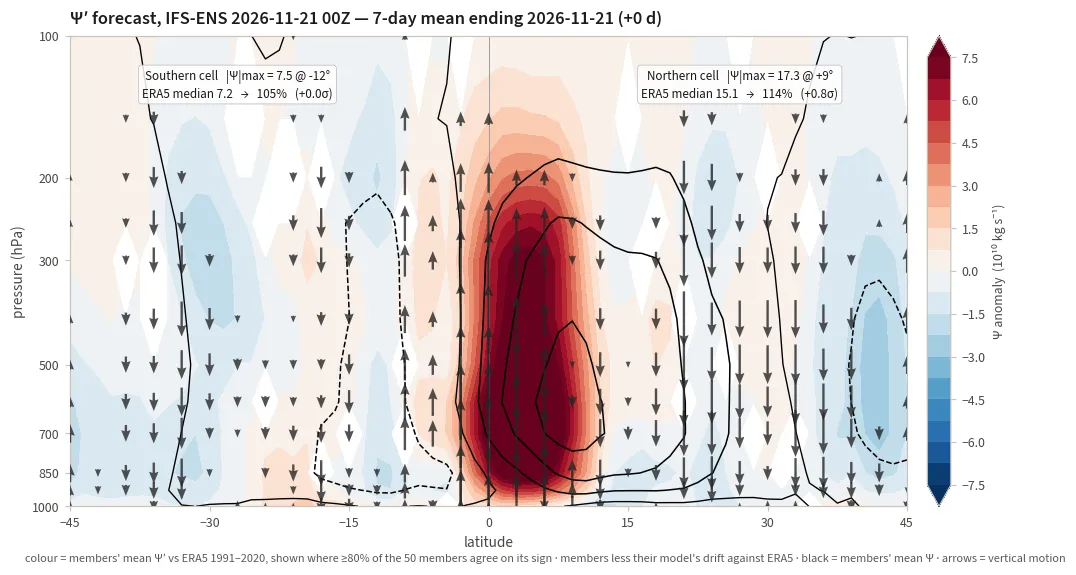 Ψ′ forecast, IFS-ENS 2026-11-21 00Z — 7-day mean ending 2026-11-21 (+0 d)
Southern cell |Ψ|max = 7.5 @ -12°
ERA5 median 7.2 → 105% (+0.0σ)
Northern cell |Ψ|max = 17.3 @ +9°
ERA5 median 15.1 → 114% (+0.8σ)
pressure (hPa)
100
200
300
400
500
700
850
1000
−45
−30
−15
0
15
30
45
latitude
7.5
6.0
4.5
3.0
1.5
0.0
−1.5
−3.0
−4.5
−6.0
−7.5
Ψ anomaly (10¹⁰ kg s⁻¹)
colour = members' mean Ψ′ vs ERA5 1991–2020, shown where ≥80% of the 50 members agree on its sign · members less their model's drift against ERA5 · black = members' mean Ψ · arrows = vertical motion